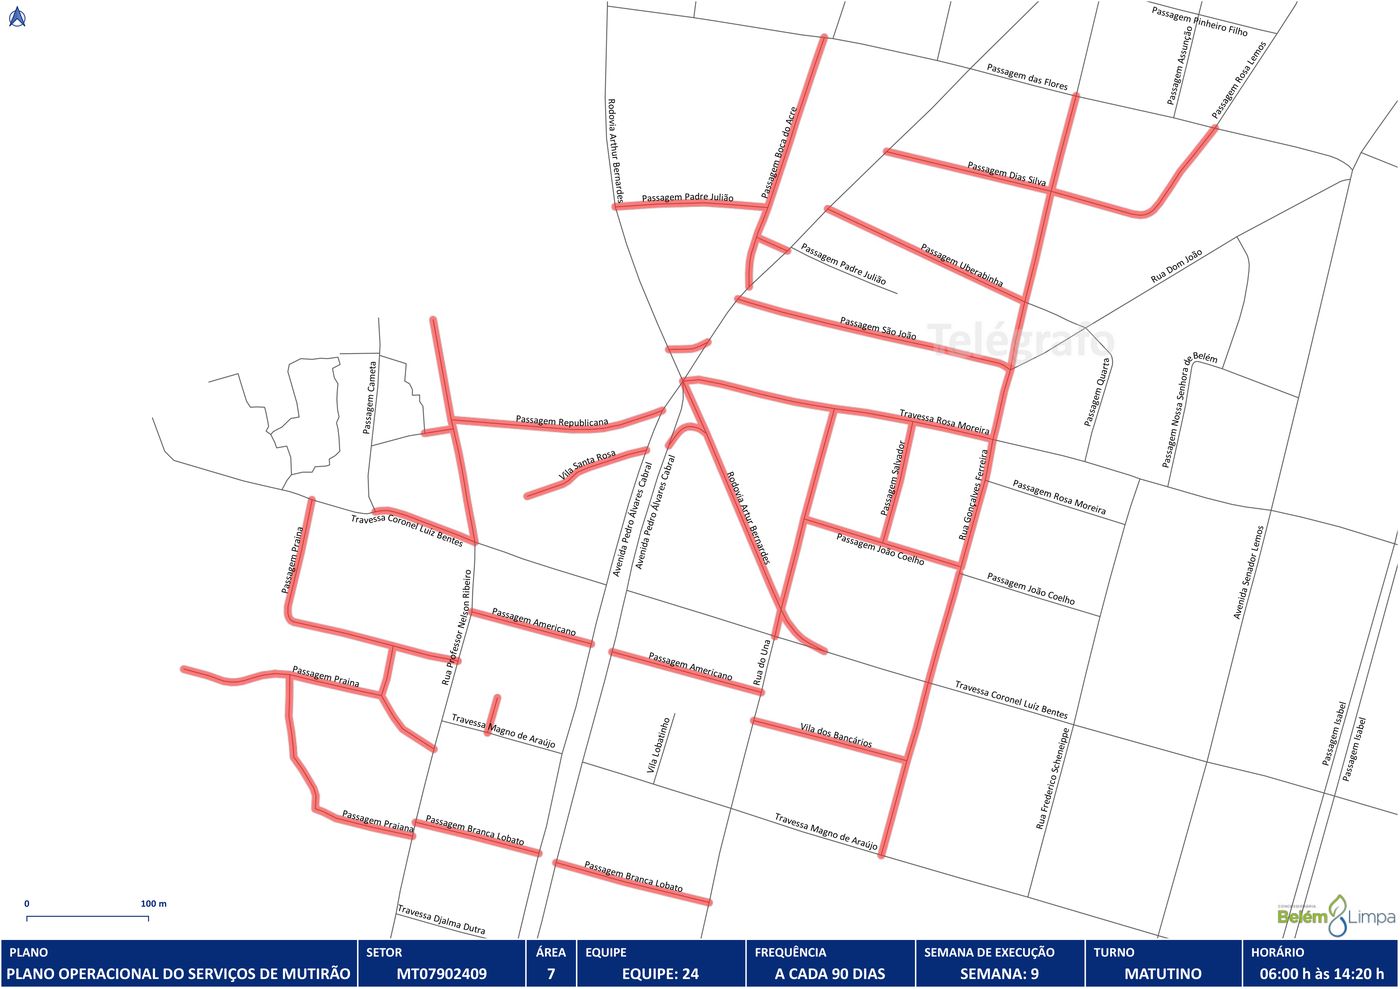 Passagem Pinheiro Filho
Passagem Assunção
Passagem Rosa Lemos
Passagem das Flores
Rodovia Arthur Bernardes
Passagem Boca do Acre
Passagem Dias Silva
Passagem Padre Julião
Passagem Padre Julião
Passagem Uberabinha
Rua Dom João
Passagem São João
Telégrafo
Passagem Quarta
Passagem Nossa Senhora de Belém
Passagem Cameta
Passagem Republicana
Travessa Rosa Moreira
Vila Santa Rosa
Passagem Salvador
Rua Gonçalves Ferreira
Passagem Rosa Moreira
Avenida Pedro Álvares Cabral
Avenida Pedro Álvares Cabral
Rodovia Artur Bernardes
Travessa Coronel Luiz Bentes
Passagem João Coelho
Passagem João Coelho
Avenida Senador Lemos
Passagem Praina
Rua Professor Nelson Ribeiro
Passagem Americano
Passagem Americano
Rua do Una
Passagem Praina
Travessa Coronel Luiz Bentes
Travessa Magno de Araújo
Vila dos Bancários
Vila Lobatinho
Rua Frederico Scheneippe
Passagem Isabel
Passagem Isabel
Passagem Praiana
Passagem Branca Lobato
Travessa Magno de Araújo
Passagem Branca Lobato
Travessa Djalma Dutra
0 100 m
Belém Limpa
PLANO
PLANO OPERACIONAL DO SERVIÇOS DE MUTIRÃO
SETOR
MT07902409
ÁREA
7
EQUIPE
EQUIPE: 24
FREQUÊNCIA
A CADA 90 DIAS
SEMANA DE EXECUÇÃO
SEMANA: 9
TURNO
MATUTINO
HORÁRIO
06:00 h às 14:20 h